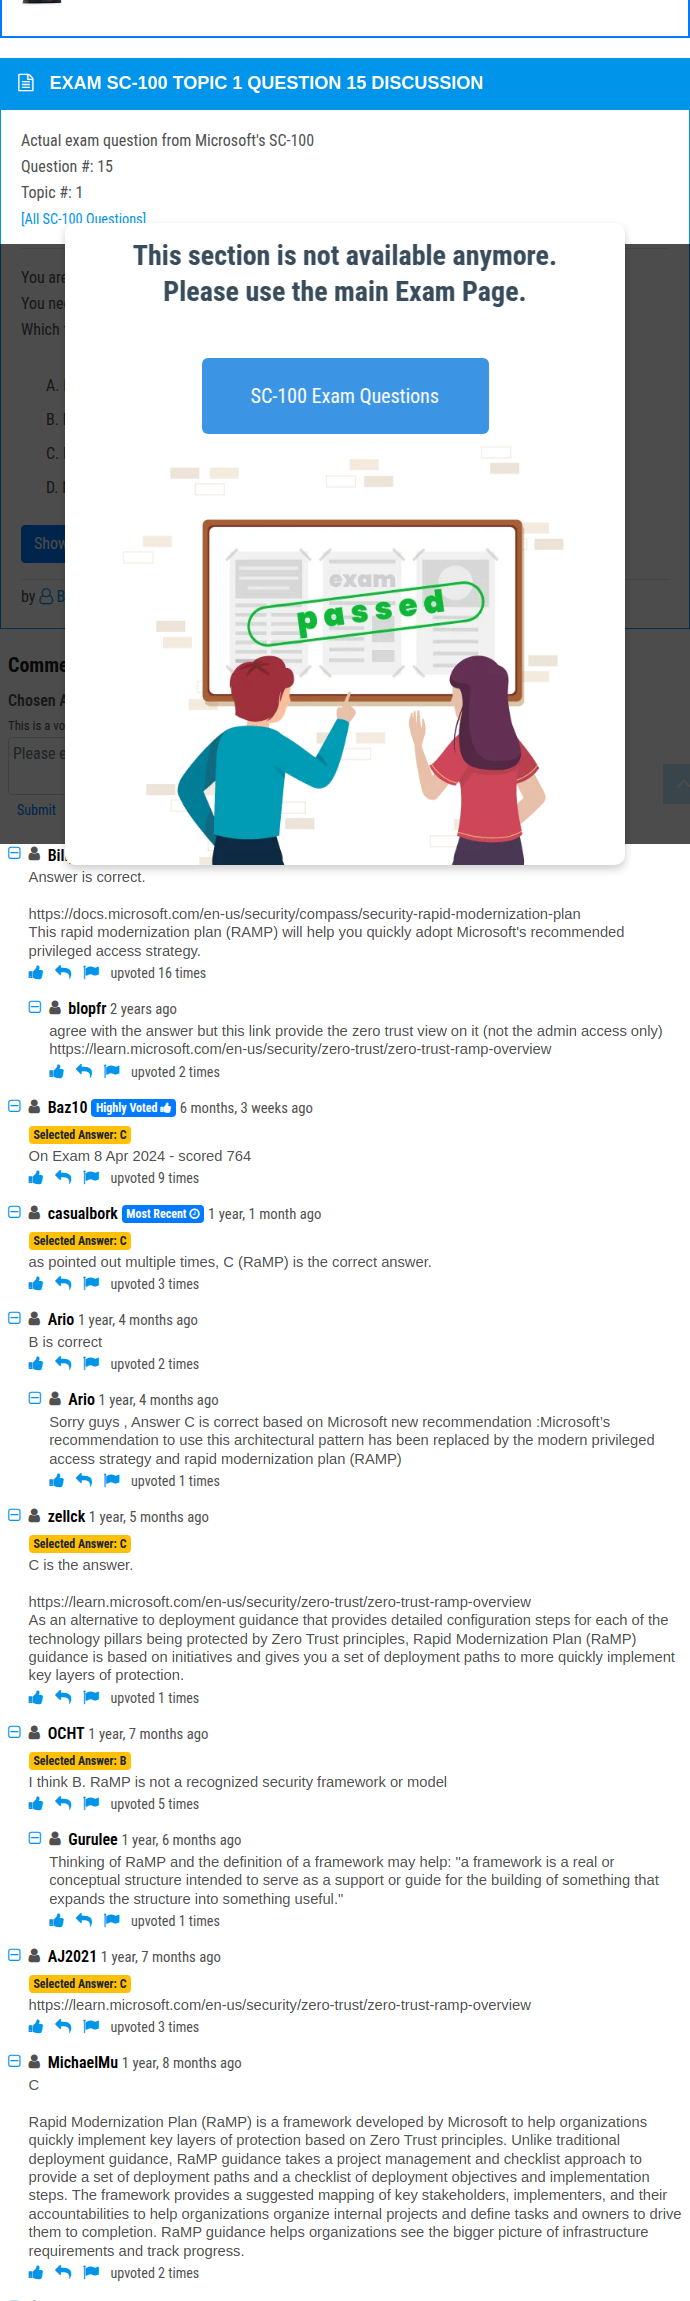 EXAM SC-100 TOPIC 1 QUESTION 15 DISCUSSION
Actual exam question from Microsoft's SC-100
Question #: 15
Topic #: 1
[All SC-100 Questions]
This section is not available anymore.
Please use the main Exam Page.
SC-100 Exam Questions
You are
You
Which
A.
B.
C.
D.
Show
exam
passed
by
Chosen
This is a
Please
Submit
Answer is correct.
https://docs.microsoft.com/en-us/security/compass/security-rapid-modernization-plan
This rapid modernization plan (RAMP) will help you quickly adopt Microsoft's recommended
privileged access strategy.
upvoted 16 times
blopfr 2 years ago
agree with the answer but this link provide the zero trust view on it (not the admin access only)
https://learn.microsoft.com/en-us/security/zero-trust/zero-trust-ramp-overview
upvoted 2 times
Baz10 Highly Voted 6 months, 3 weeks ago
Selected Answer: C
On Exam 8 Apr 2024 - scored 764
upvoted 9 times
casualbork Most Recent 1 year, 1 month ago
Selected Answer: C
as pointed out multiple times, C (RaMP) is the correct answer.
upvoted 3 times
Ario 1 year, 4 months ago
B is correct
upvoted 2 times
Ario 1 year, 4 months ago
Sorry guys , Answer C is correct based on Microsoft new recommendation :Microsoft's
recommendation to use this architectural pattern has been replaced by the modern privileged
access strategy and rapid modernization plan (RAMP)
upvoted 1 times
zellck 1 year, 5 months ago
Selected Answer: C
C is the answer.
https://learn.microsoft.com/en-us/security/zero-trust/zero-trust-ramp-overview
As an alternative to deployment guidance that provides detailed configuration steps for each of the
technology pillars being protected by Zero Trust principles, Rapid Modernization Plan (RaMP)
guidance is based on initiatives and gives you a set of deployment paths to more quickly implement
key layers of protection.
upvoted 1 times
OCHT 1 year, 7 months ago
Selected Answer: B
I think B. RaMP is not a recognized security framework or model
upvoted 5 times
Gurulee 1 year, 6 months ago
Thinking of RaMP and the definition of a framework may help: "a framework is a real or
conceptual structure intended to serve as a support or guide for the building of something that
expands the structure into something useful."
upvoted 1 times
AJ2021 1 year, 7 months ago
Selected Answer: C
https://learn.microsoft.com/en-us/security/zero-trust/zero-trust-ramp-overview
upvoted 3 times
MichaelMu 1 year, 8 months ago
C
Rapid Modernization Plan (RaMP) is a framework developed by Microsoft to help organizations
quickly implement key layers of protection based on Zero Trust principles. Unlike traditional
deployment guidance, RaMP guidance takes a project management and checklist approach to
provide a set of deployment paths and a checklist of deployment objectives and implementation
steps. The framework provides a suggested mapping of key stakeholders, implementers, and their
accountabilities to help organizations organize internal projects and define tasks and owners to drive
them to completion. RaMP guidance helps organizations see the bigger picture of infrastructure
requirements and track progress.
upvoted 2 times